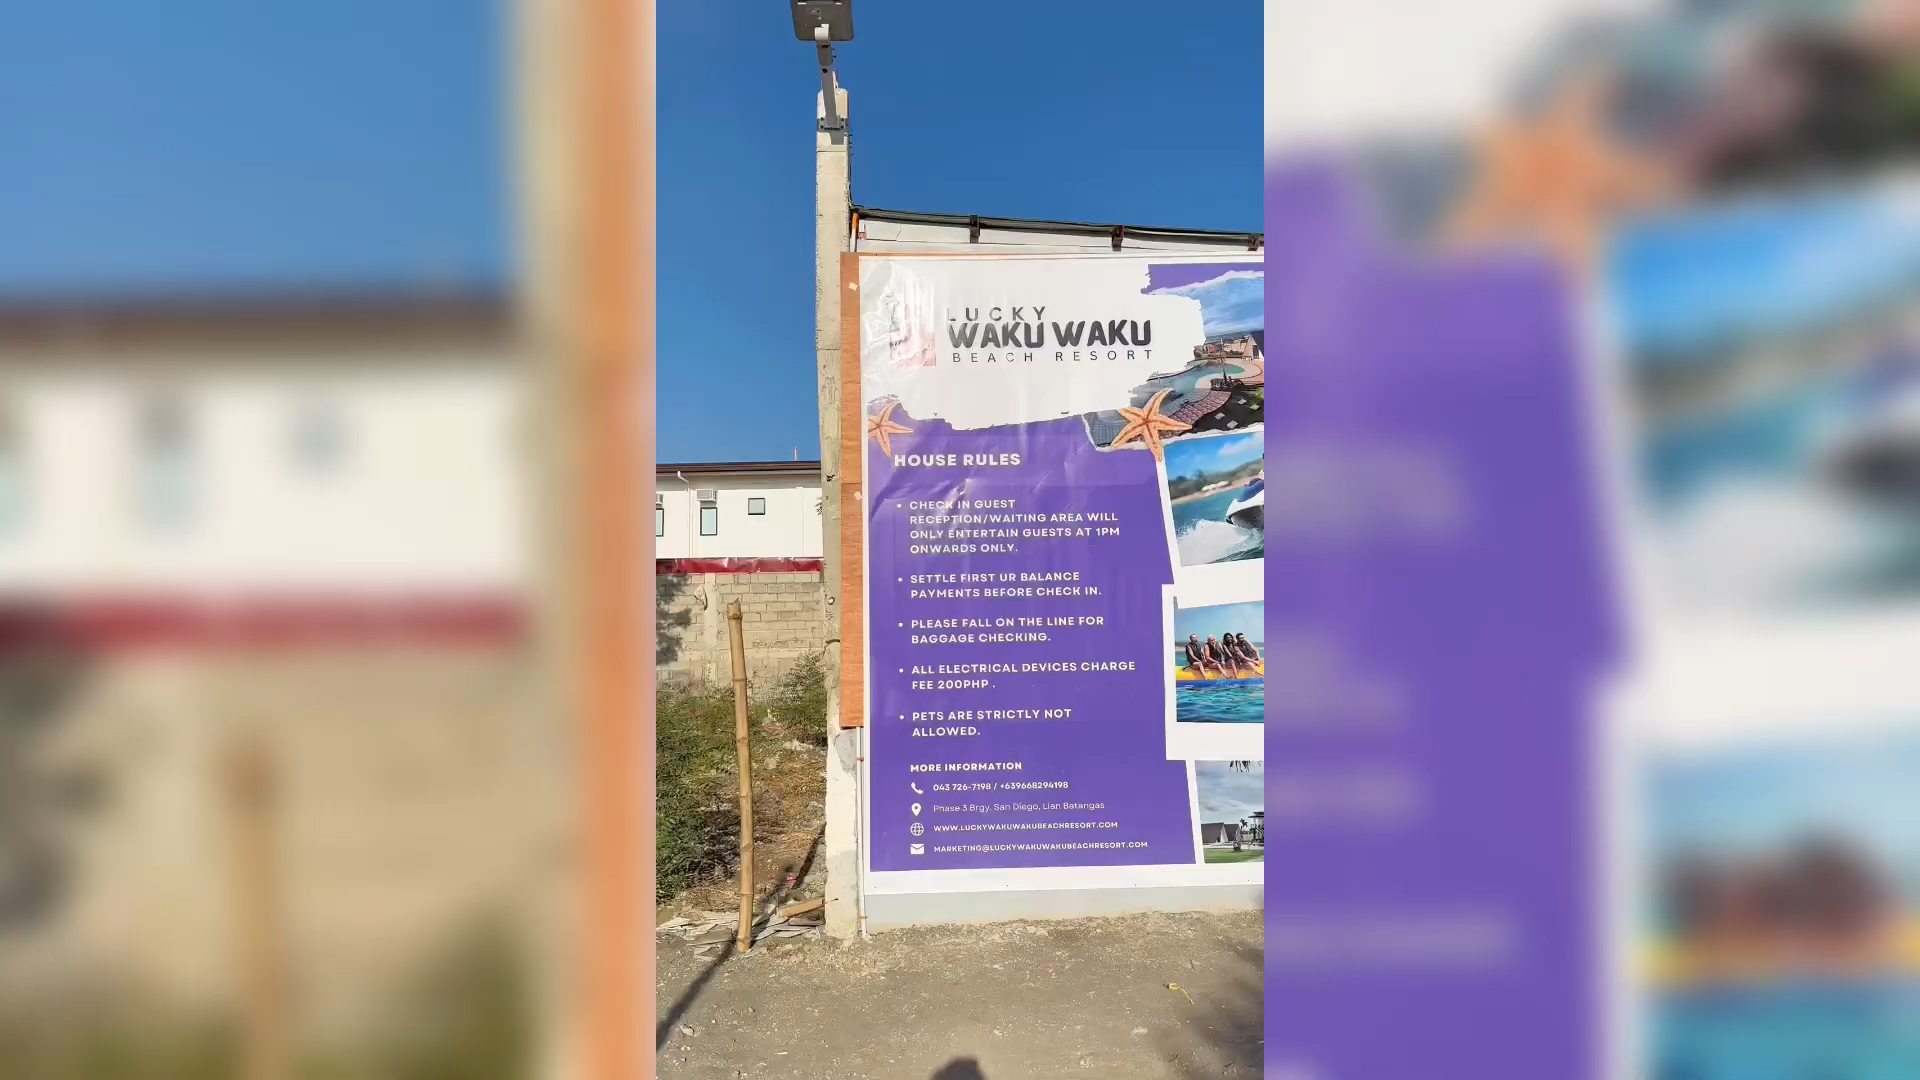 LUCKY
WAKU WAKU
BEACH RESORT
HOUSE RULES
• CHECK IN GUEST
RECEPTION/WAITING AREA WILL
ONLY ENTERTAIN GUESTS AT 1PM
ONWARDS ONLY.
• SETTLE FIRST UR BALANCE
PAYMENTS BEFORE CHECK IN.
• PLEASE FALL ON THE LINE FOR
BAGGAGE CHECKING.
• ALL ELECTRICAL DEVICES CHARGE
FEE 200PHP .
• PETS ARE STRICTLY NOT
ALLOWED.
MORE INFORMATION
043 726-7198 / +639668294198
Phase 3 Brgy. San Diego, Lian Batangas
WWW.LUCKYWAKUWAKUBEACHRESORT.COM
MARKETING@LUCKYWAKUWAKUBEACHRESORT.COM